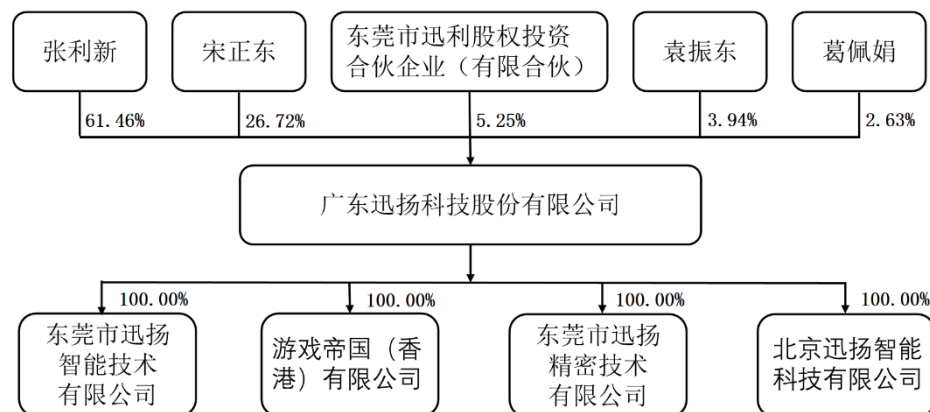 张利新
宋正东
东莞市迅利股权投资
合伙企业（有限合伙）
袁振东
葛佩娟
61.46%
26.72%
5.25%
3.94%
2.63%
广东迅扬科技股份有限公司
100.00%
100.00%
100.00%
100.00%
东莞市迅扬
智能技术
有限公司
游戏帝国（香
港）有限公司
东莞市迅扬
精密技术
有限公司
北京迅扬智能
科技有限公司